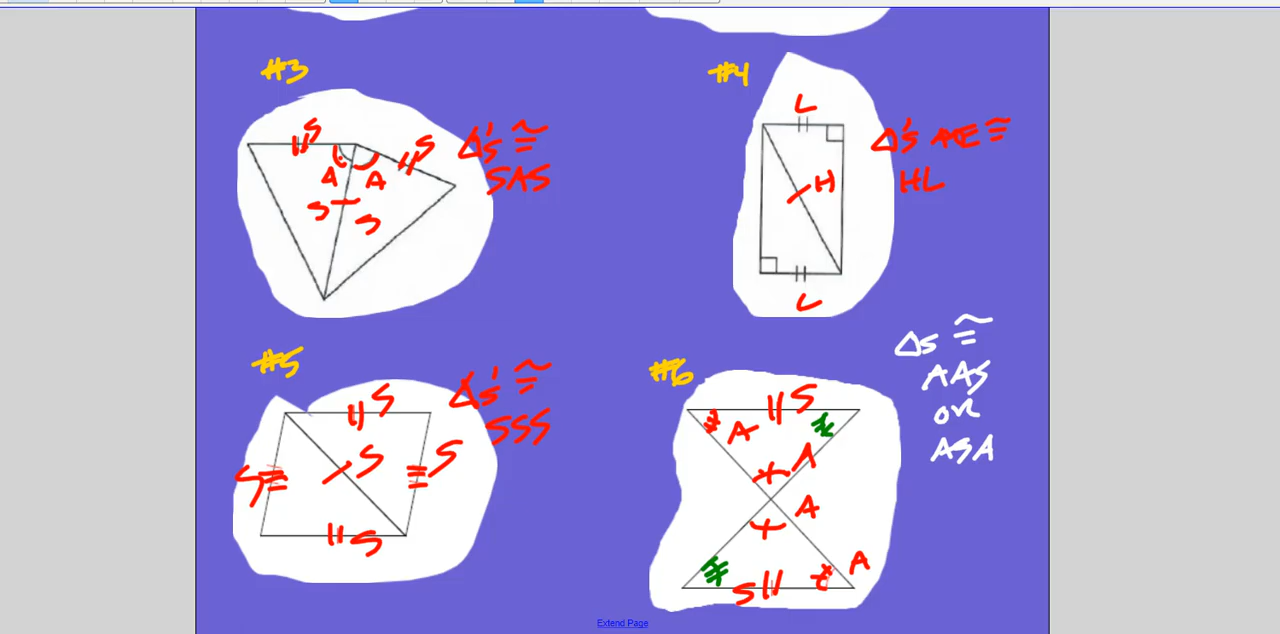 #3
S
S
A
A
S
S
Δ's ≅
SAS
#4
L
H
L
Δ's ARE ≅
HL
#5
S
S
S
S
S
Δ's ≅
SSS
#6
S
A
A
A
A
S
Δs ≅
AAS
or
ASA
Extend Page